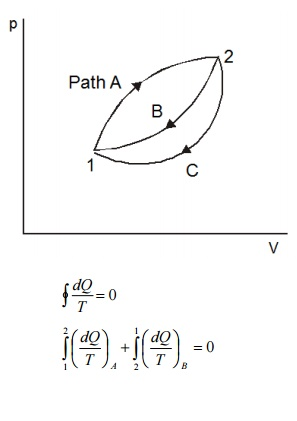 p
2
Path A
B
1
C
V
∮ dQ/T = 0
∫₁² (dQ/T)_A + ∫₂¹ (dQ/T)_B = 0